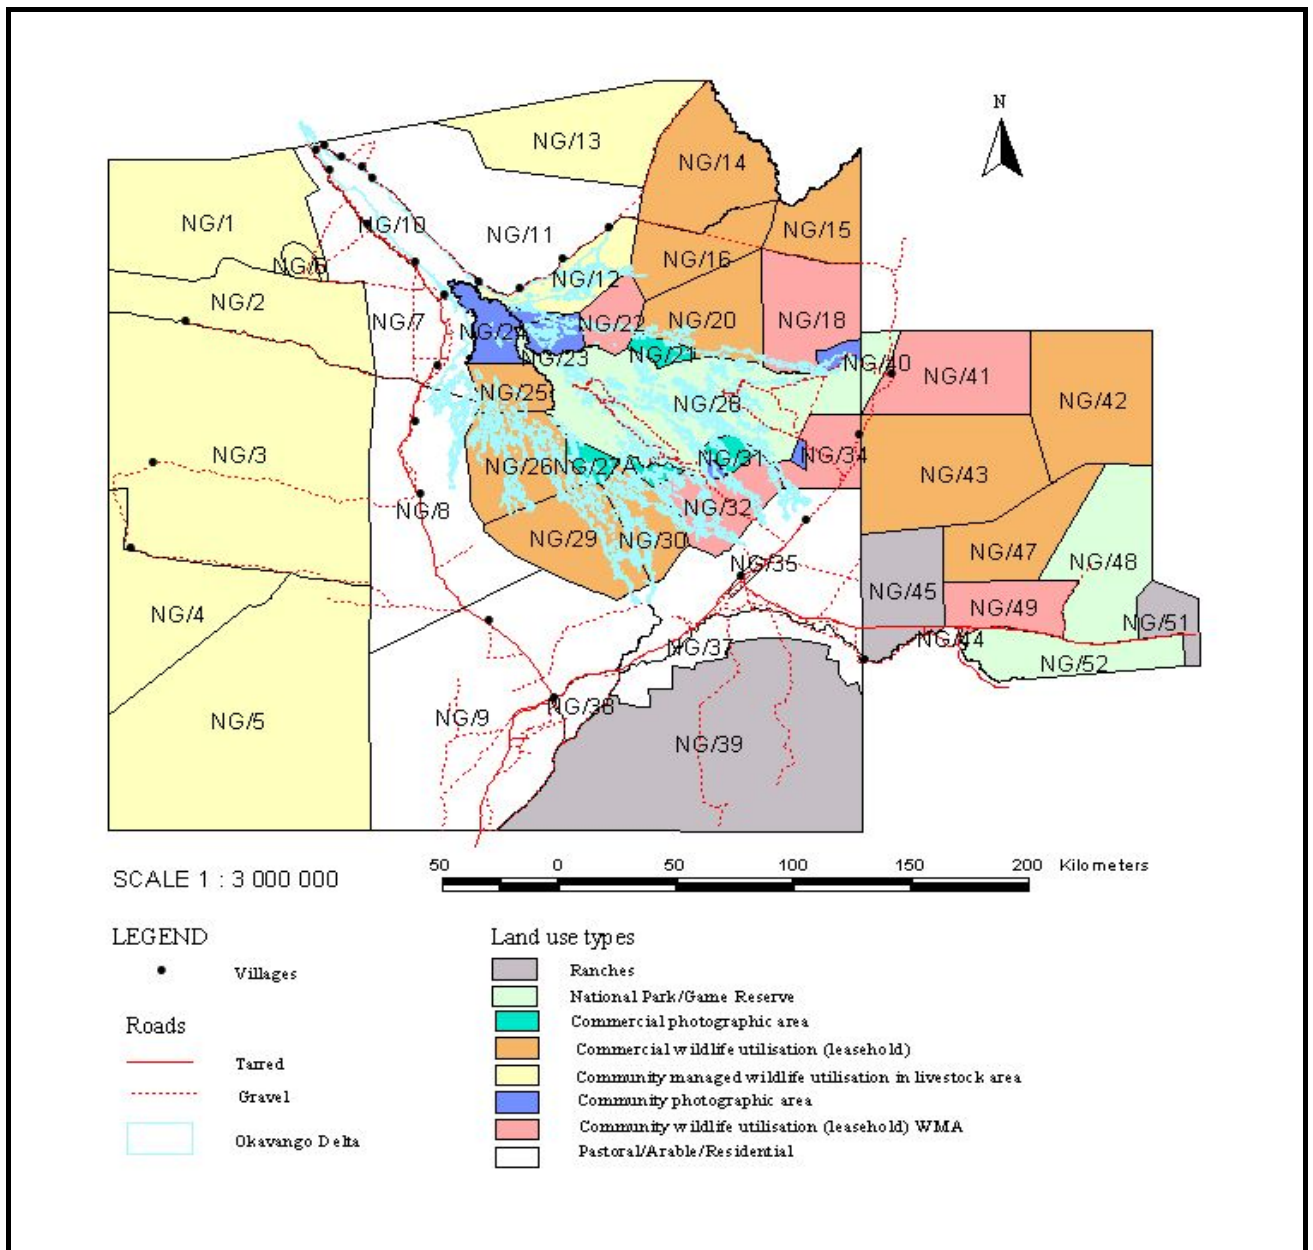 N
NG/13
NG/14
NG/1
NG/10
NG/11
NG/15
NG/6
NG/16
NG/12
NG/2
NG/7
NG/24
NG/22
NG/20
NG/18
NG/23
NG/21
NG/40
NG/41
NG/25
NG/28
NG/42
NG/3
NG/26
NG/27A
NG/31
NG/34
NG/43
NG/8
NG/32
NG/29
NG/30
NG/35
NG/47
NG/48
NG/45
NG/4
NG/49
NG/51
NG/44
NG/37
NG/52
NG/5
NG/9
NG/38
NG/39
SCALE 1 : 3 000 000
50 0 50 100 150 200 Kilometers
LEGEND
Villages
Roads
Tarred
Gravel
Okavango Delta
Land use types
Ranches
National Park/Game Reserve
Commercial photographic area
Commercial wildlife utilisation (leasehold)
Community managed wildlife utilisation in livestock area
Community photographic area
Community wildlife utilisation (leasehold) WMA
Pastoral/Arable/Residential